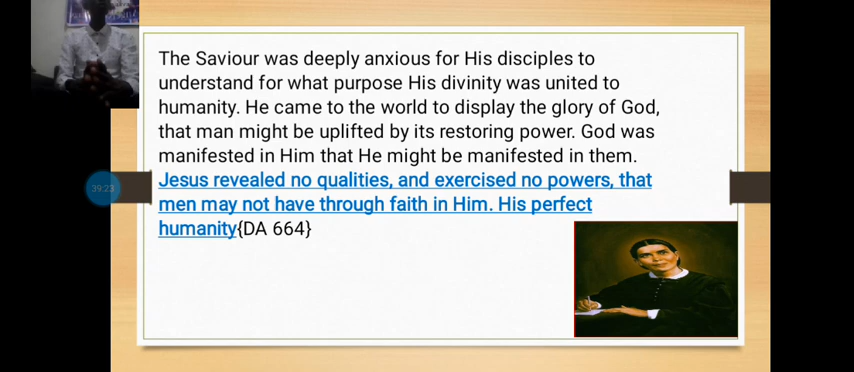 The Saviour was deeply anxious for His disciples to
understand for what purpose His divinity was united to
humanity. He came to the world to display the glory of God,
that man might be uplifted by its restoring power. God was
manifested in Him that He might be manifested in them.
Jesus revealed no qualities, and exercised no powers, that
men may not have through faith in Him. His perfect
humanity{DA 664}
39:23